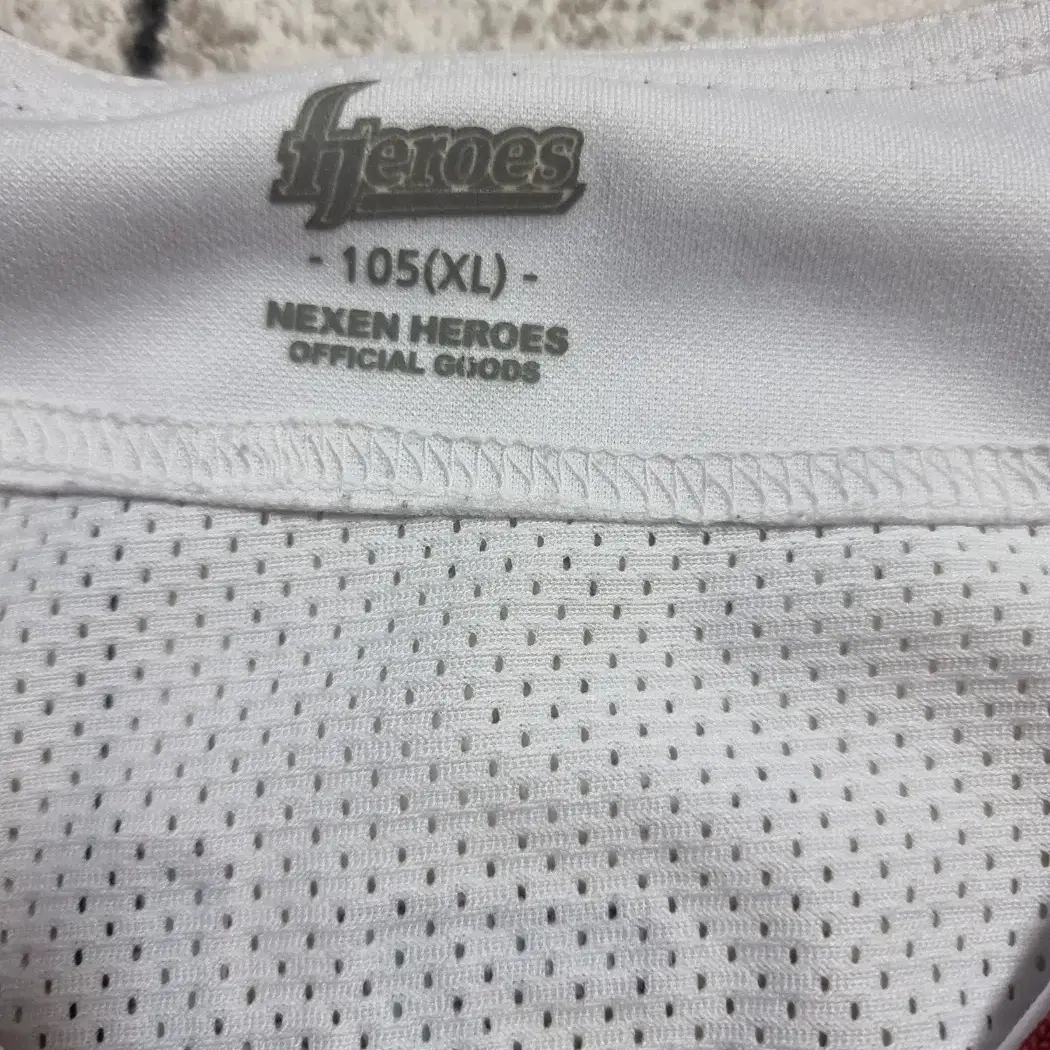 Heroes
- 105(XL) -
NEXEN HEROES
OFFICIAL GOODS